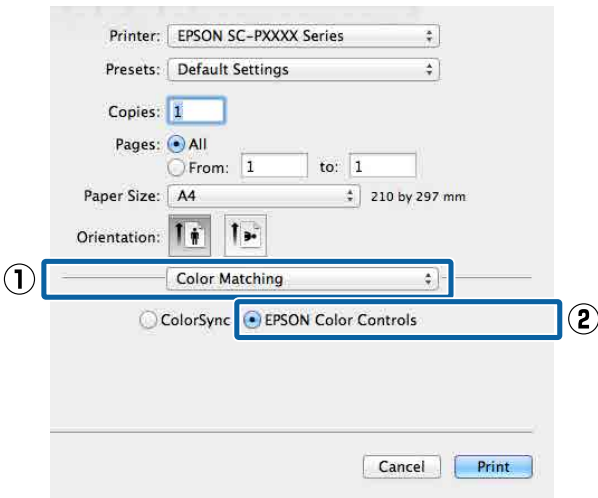 Printer: EPSON SC-PXXXX Series
Presets: Default Settings
Copies: 1
Pages: All
From: 1 to: 1
Paper Size: A4 210 by 297 mm
Orientation:
① Color Matching
ColorSync EPSON Color Controls ②
Cancel Print